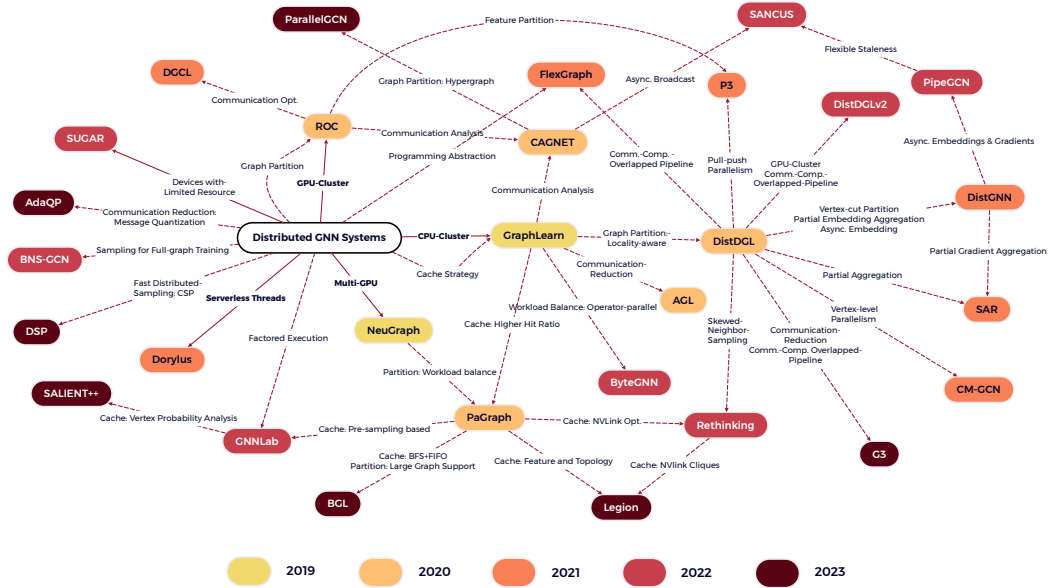 ParallelGCN
Feature Partition
SANCUS
Flexible Staleness
DGCL
Graph Partition: Hypergraph
FlexGraph
Async. Broadcast
P3
PipeGCN
Communication Opt.
DistDGLv2
ROC
Communication Analysis
CAGNET
SUGAR
Async. Embeddings & Gradients
Programming Abstraction
Comm.-Comp. -
Overlapped Pipeline
Pull-push
Parallelism
GPU-Cluster
Comm.-Comp.-
Overlapped-Pipeline
Graph Partition
GPU-Cluster
Devices with-
Limited Resource
Communication Analysis
DistGNN
AdaQP
Communication Reduction:
Message Quantization
Vertex-cut Partition
Partial Embedding Aggregation
Async. Embedding
Distributed GNN Systems
CPU-Cluster
GraphLearn
Graph Partition:-
Locality-aware
DistDGL
BNS-GCN
Sampling for Full-graph Training
Partial Gradient Aggregation
Cache Strategy
Communication-
Reduction
Partial Aggregation
Fast Distributed-
Sampling: CSP
Multi-GPU
Serverless Threads
AGL
Workload Balance: Operator-parallel
SAR
Vertex-level
Parallelism
DSP
NeuGraph
Cache: Higher Hit Ratio
Skewed-
Neighbor-
Sampling
Communication-
Reduction
Comm.-Comp. Overlapped-
Pipeline
Factored Execution
Dorylus
Partition: Workload balance
ByteGNN
CM-GCN
SALIENT++
Cache: Vertex Probability Analysis
PaGraph
Cache: NVLink Opt.
Rethinking
Cache: Pre-sampling based
GNNLab
Cache: BFS+FIFO
Partition: Large Graph Support
Cache: Feature and Topology
Cache: NVlink Cliques
G3
BGL
Legion
2019
2020
2021
2022
2023